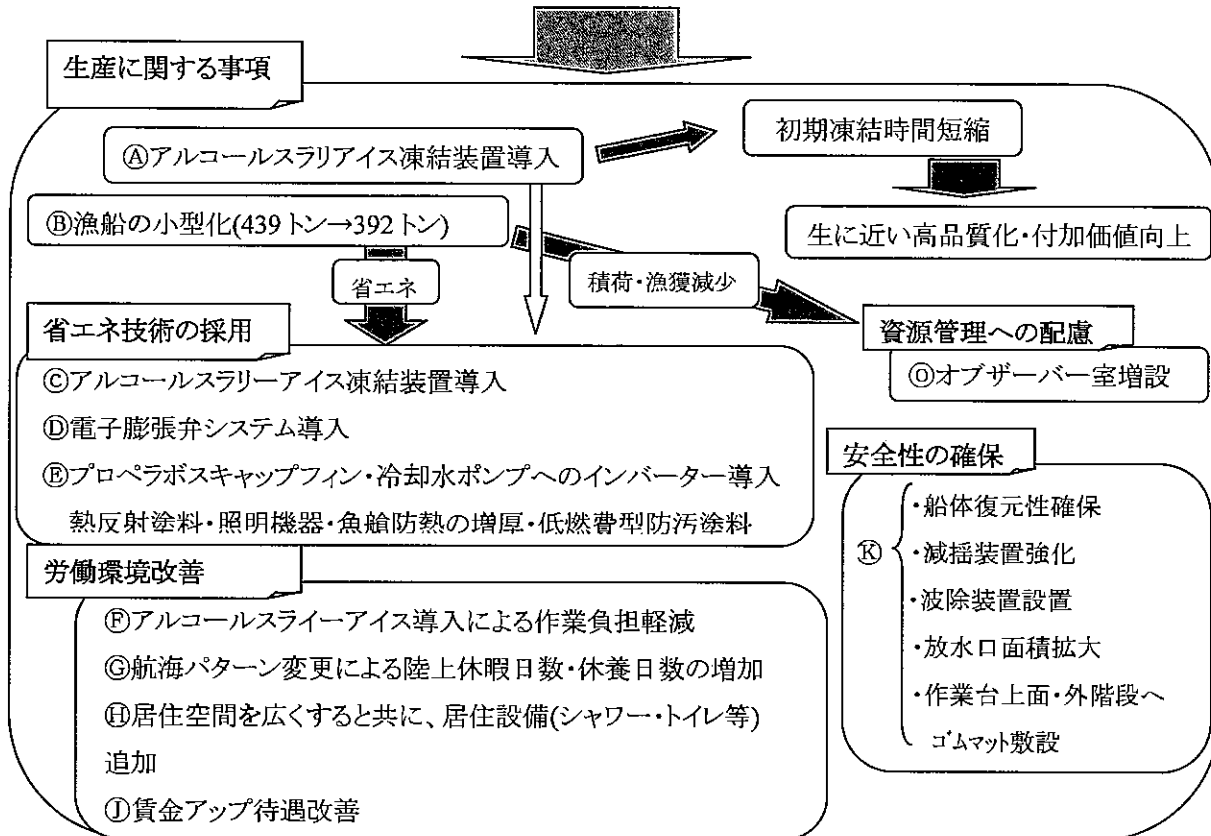 生産に関する事項
Ⓐアルコールスラリアイス凍結装置導入
初期凍結時間短縮
Ⓑ漁船の小型化(439トン→392トン)
生に近い高品質化・付加価値向上
省エネ
積荷・漁獲減少
省エネ技術の採用
資源管理への配慮
Ⓞオブザーバー室増設
Ⓒアルコールスラリーアイス凍結装置導入
Ⓓ電子膨張弁システム導入
Ⓔプロペラボスキャップフィン・冷却水ポンプへのインバーター導入
熱反射塗料・照明機器・魚艙防熱の増厚・低燃費型防汚塗料
安全性の確保
Ⓚ
・船体復元性確保
・減揺装置強化
・波除装置設置
・放水口面積拡大
・作業台上面・外階段へ
ゴムマット敷設
労働環境改善
Ⓕアルコールスライーアイス導入による作業負担軽減
Ⓖ航海パターン変更による陸上休暇日数・休養日数の増加
Ⓗ居住空間を広くすると共に、居住設備(シャワー・トイレ等)
追加
Ⓙ賃金アップ待遇改善